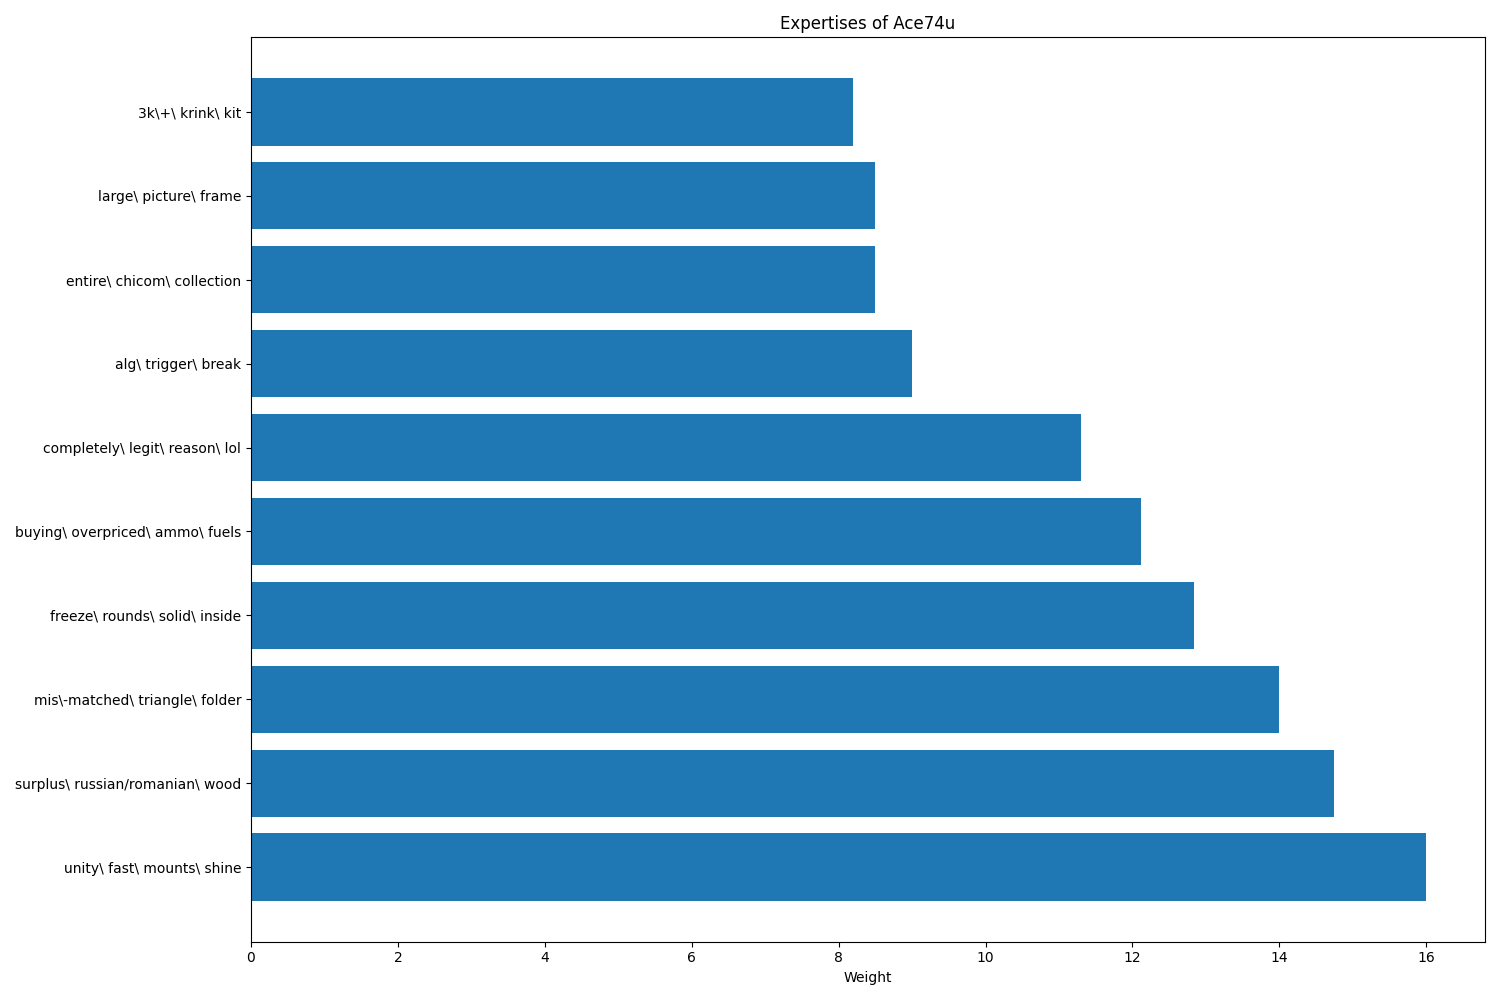 Expertises of Ace74u
3k\+\ krink\ kit
large\ picture\ frame
entire\ chicom\ collection
alg\ trigger\ break
completely\ legit\ reason\ lol
buying\ overpriced\ ammo\ fuels
freeze\ rounds\ solid\ inside
mis\-matched\ triangle\ folder
surplus\ russian/romanian\ wood
unity\ fast\ mounts\ shine
0 2 4 6 8 10 12 14 16
Weight